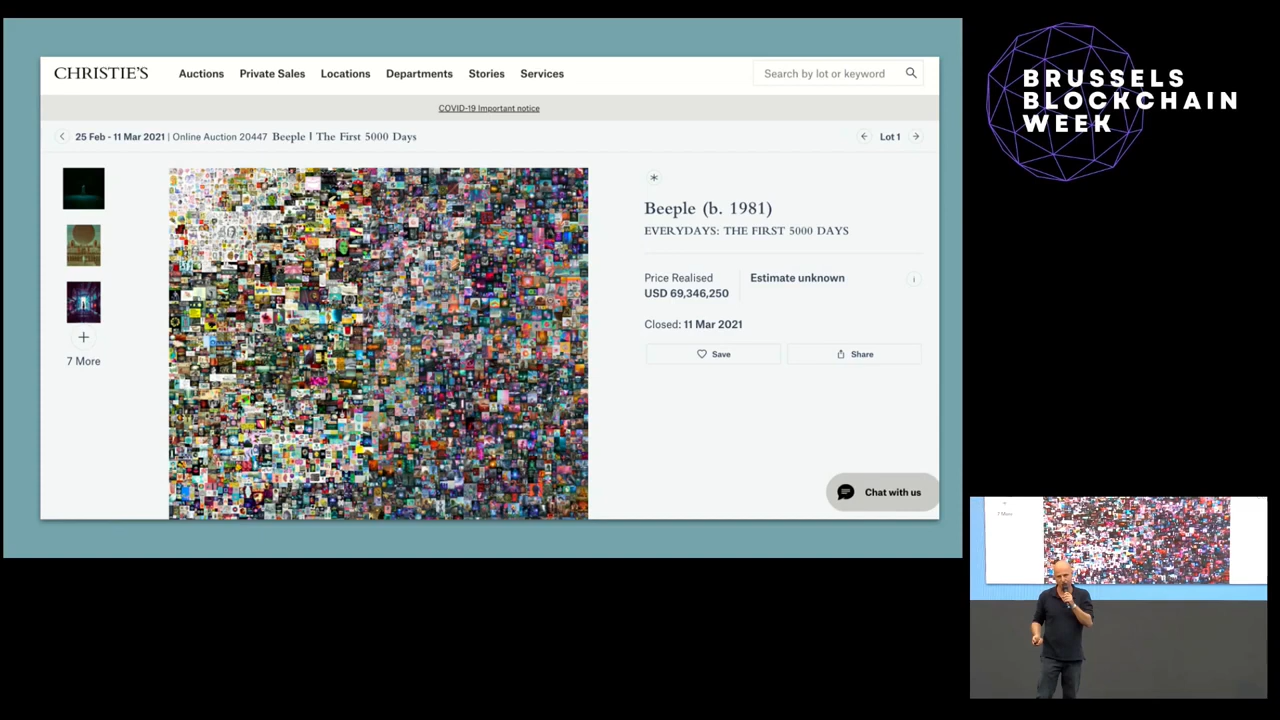 CHRISTIE'S
Auctions Private Sales Locations Departments Stories Services
Search by lot or keyword
COVID-19 Important notice
25 Feb - 11 Mar 2021 | Online Auction 20447 Beeple | The First 5000 Days
Lot 1
Beeple (b. 1981)
EVERYDAYS: THE FIRST 5000 DAYS
Price Realised
USD 69,346,250
Estimate unknown
Closed: 11 Mar 2021
Save
Share
7 More
Chat with us
BRUSSELS
BLOCKCHAIN
WEEK
7 More